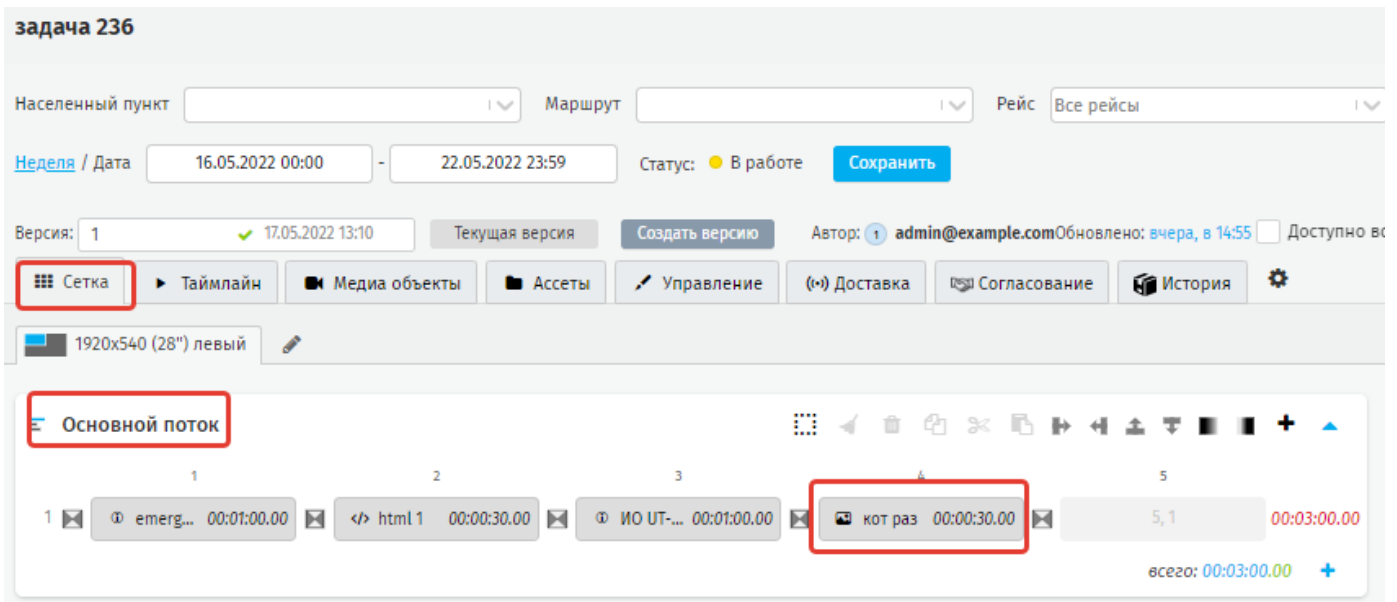 задача 236
Населенный пункт Маршрут Рейс Все рейсы
Неделя / Дата 16.05.2022 00:00 - 22.05.2022 23:59 Статус: В работе Сохранить
Версия: 1 17.05.2022 13:10 Текущая версия Создать версию Автор: 1 admin@example.comОбновлено: вчера, в 14:55 Доступно вс
Сетка Таймлайн Медиа объекты Ассеты Управление Доставка Согласование История
1920x540 (28") левый
Основной поток
1 2 3 4 5
1 emerg... 00:01:00.00 </> html 1 00:00:30.00 ИО UT-... 00:01:00.00 кот раз 00:00:30.00 5, 1 00:03:00.00
всего: 00:03:00.00